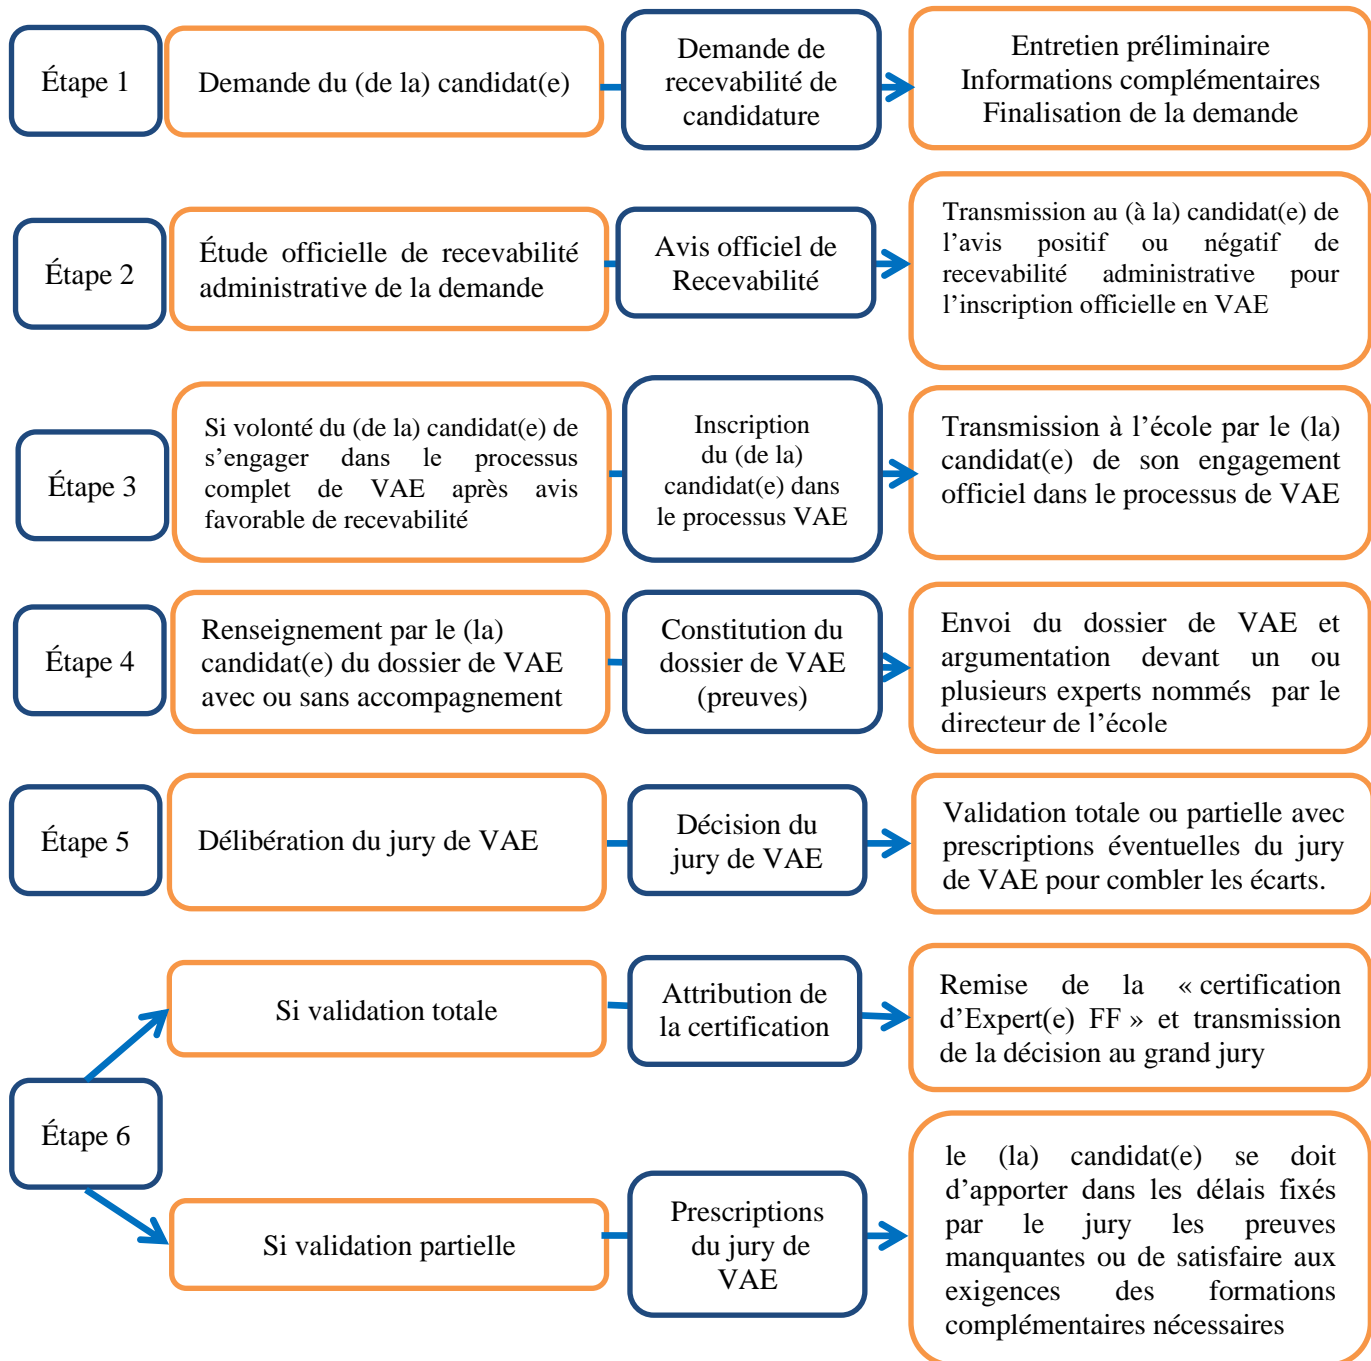 Étape 1
Demande du (de la) candidat(e)
Demande de
recevabilité de
candidature
Entretien préliminaire
Informations complémentaires
Finalisation de la demande
Étape 2
Étude officielle de recevabilité
administrative de la demande
Avis officiel de
Recevabilité
Transmission au (à la) candidat(e) de
l’avis positif ou négatif de
recevabilité administrative pour
l’inscription officielle en VAE
Étape 3
Si volonté du (de la) candidat(e) de
s’engager dans le processus
complet de VAE après avis
favorable de recevabilité
Inscription
du (de la)
candidat(e) dans
le processus VAE
Transmission à l’école par le (la)
candidat(e) de son engagement
officiel dans le processus de VAE
Étape 4
Renseignement par le (la)
candidat(e) du dossier de VAE
avec ou sans accompagnement
Constitution du
dossier de VAE
(preuves)
Envoi du dossier de VAE et
argumentation devant un ou
plusieurs experts nommés par le
directeur de l’école
Étape 5
Délibération du jury de VAE
Décision du
jury de VAE
Validation totale ou partielle avec
prescriptions éventuelles du jury
de VAE pour combler les écarts.
Étape 6
Si validation totale
Attribution de
la certification
Remise de la « certification
d’Expert(e) FF » et transmission
de la décision au grand jury
Si validation partielle
Prescriptions
du jury de
VAE
le (la) candidat(e) se doit
d’apporter dans les délais fixés
par le jury les preuves
manquantes ou de satisfaire aux
exigences des formations
complémentaires nécessaires